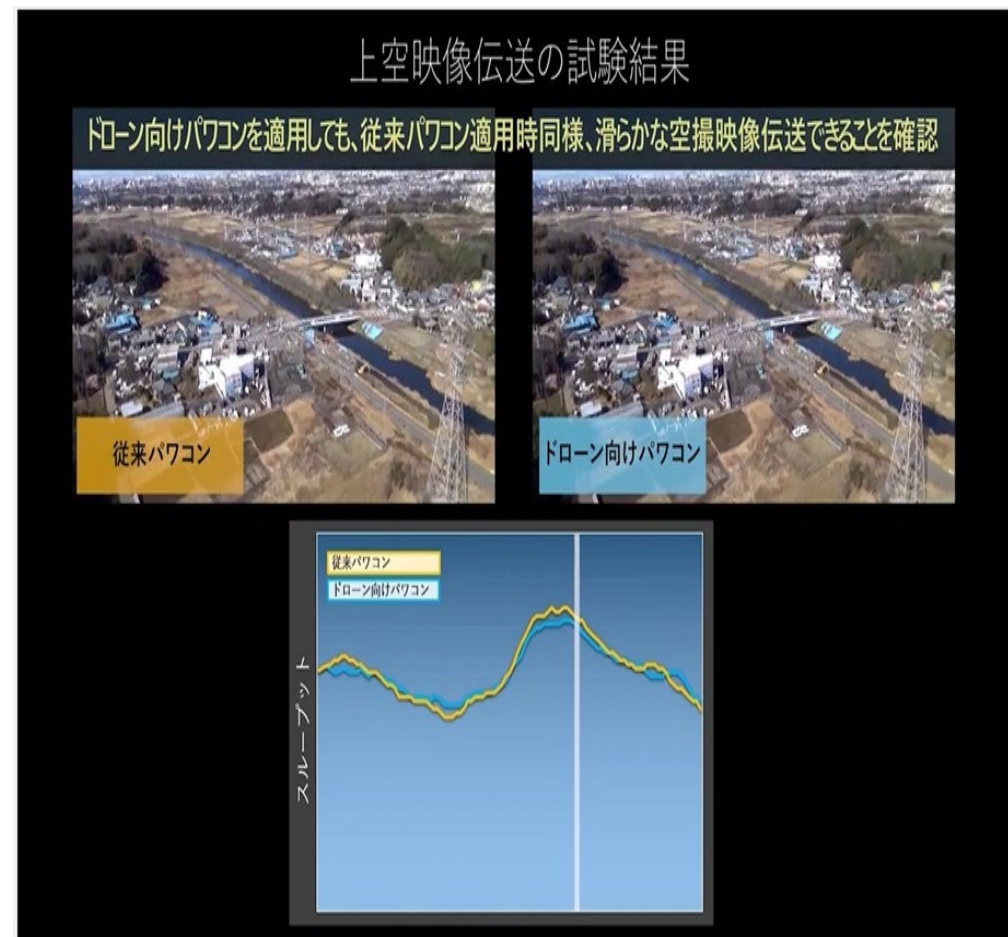 上空映像伝送の試験結果
ドローン向けパワコンを適用しても、従来パワコン適用時同様、滑らかな空撮映像伝送できることを確認
従来パワコン
ドローン向けパワコン
従来パワコン
ドローン向けパワコン
スループット